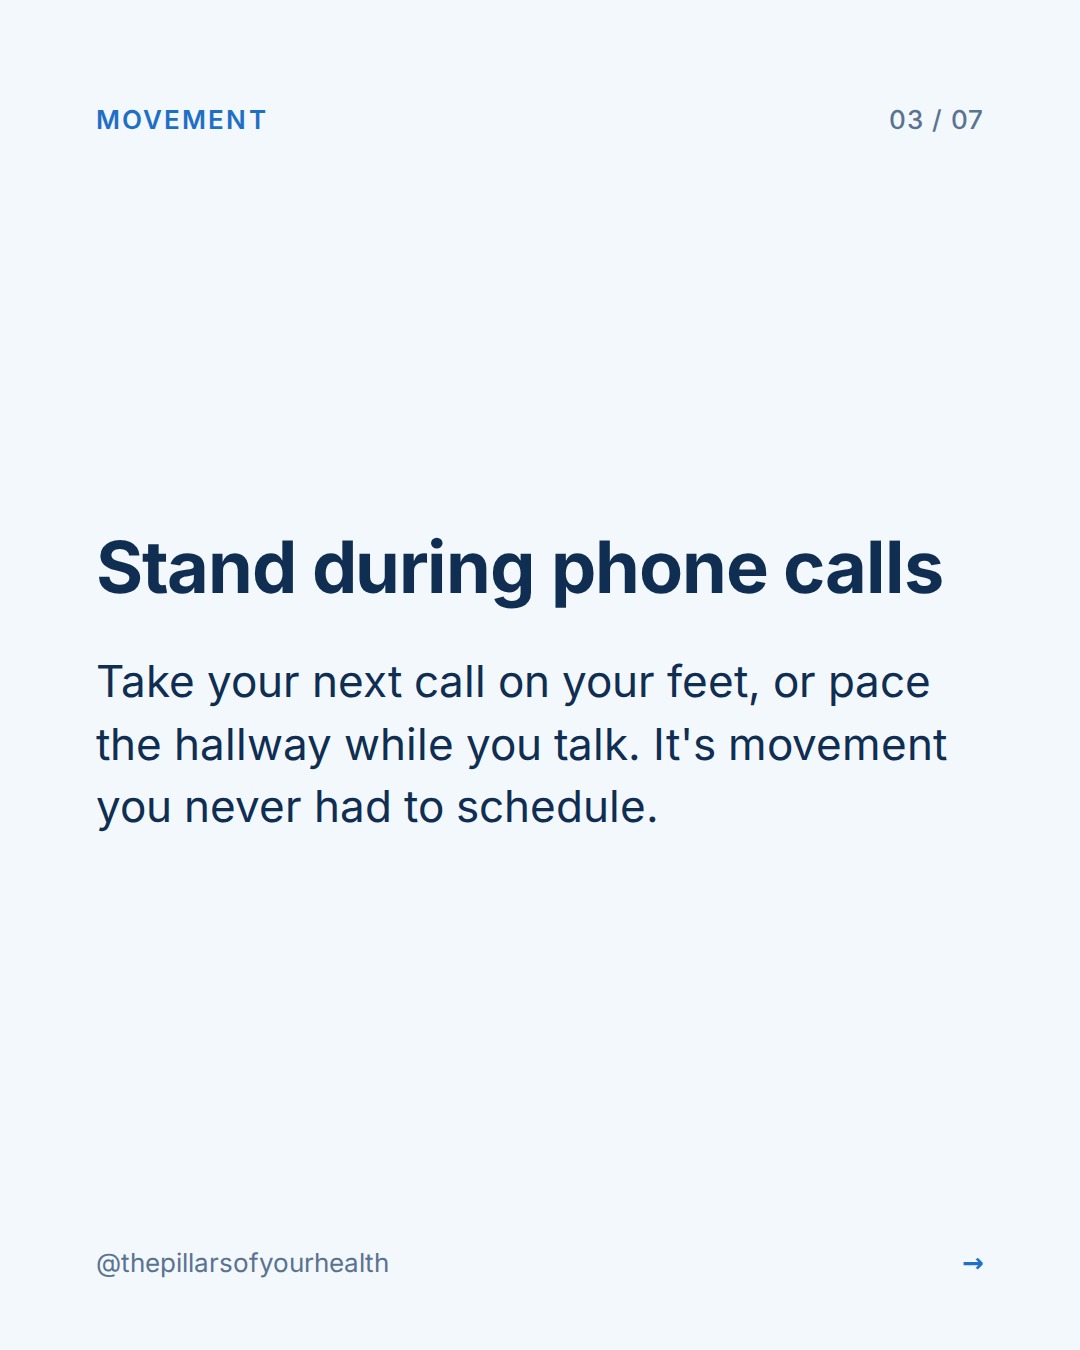 MOVEMENT
03 / 07
Stand during phone calls
Take your next call on your feet, or pace
the hallway while you talk. It's movement
you never had to schedule.
@thepillarsofyourhealth
→